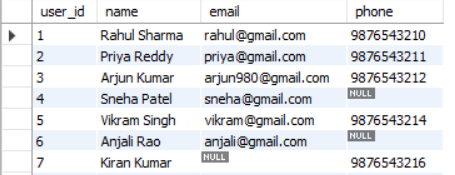 user_id name email phone
1 Rahul Sharma rahul@gmail.com 9876543210
2 Priya Reddy priya@gmail.com 9876543211
3 Arjun Kumar arjun980@gmail.com 9876543212
4 Sneha Patel sneha@gmail.com NULL
5 Vikram Singh vikram@gmail.com 9876543214
6 Anjali Rao anjali@gmail.com NULL
7 Kiran Kumar NULL 9876543216